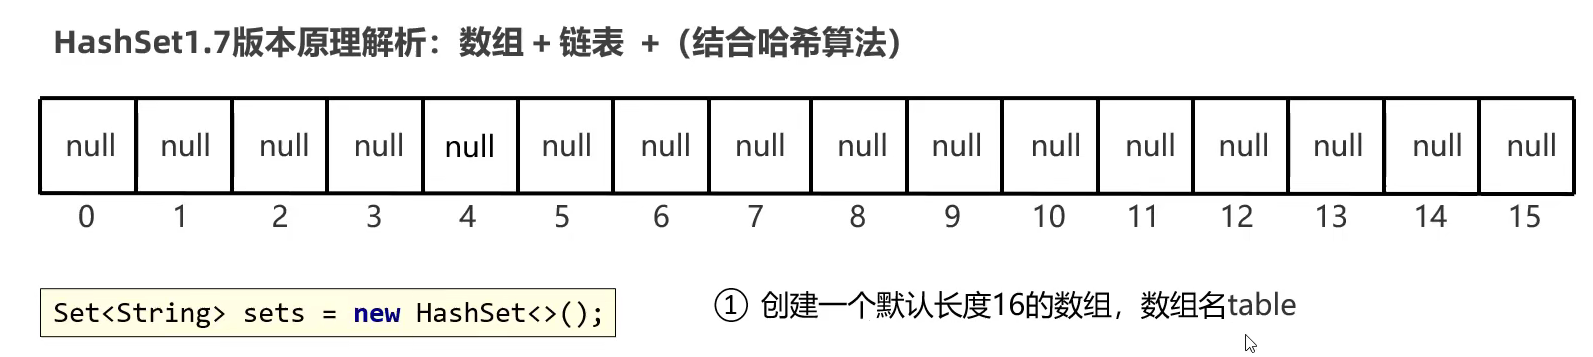 HashSet1.7版本原理解析：数组 + 链表 +（结合哈希算法）
null null null null null null null null null null null null null null null null
0 1 2 3 4 5 6 7 8 9 10 11 12 13 14 15
Set<String> sets = new HashSet<>();
① 创建一个默认长度16的数组，数组名table